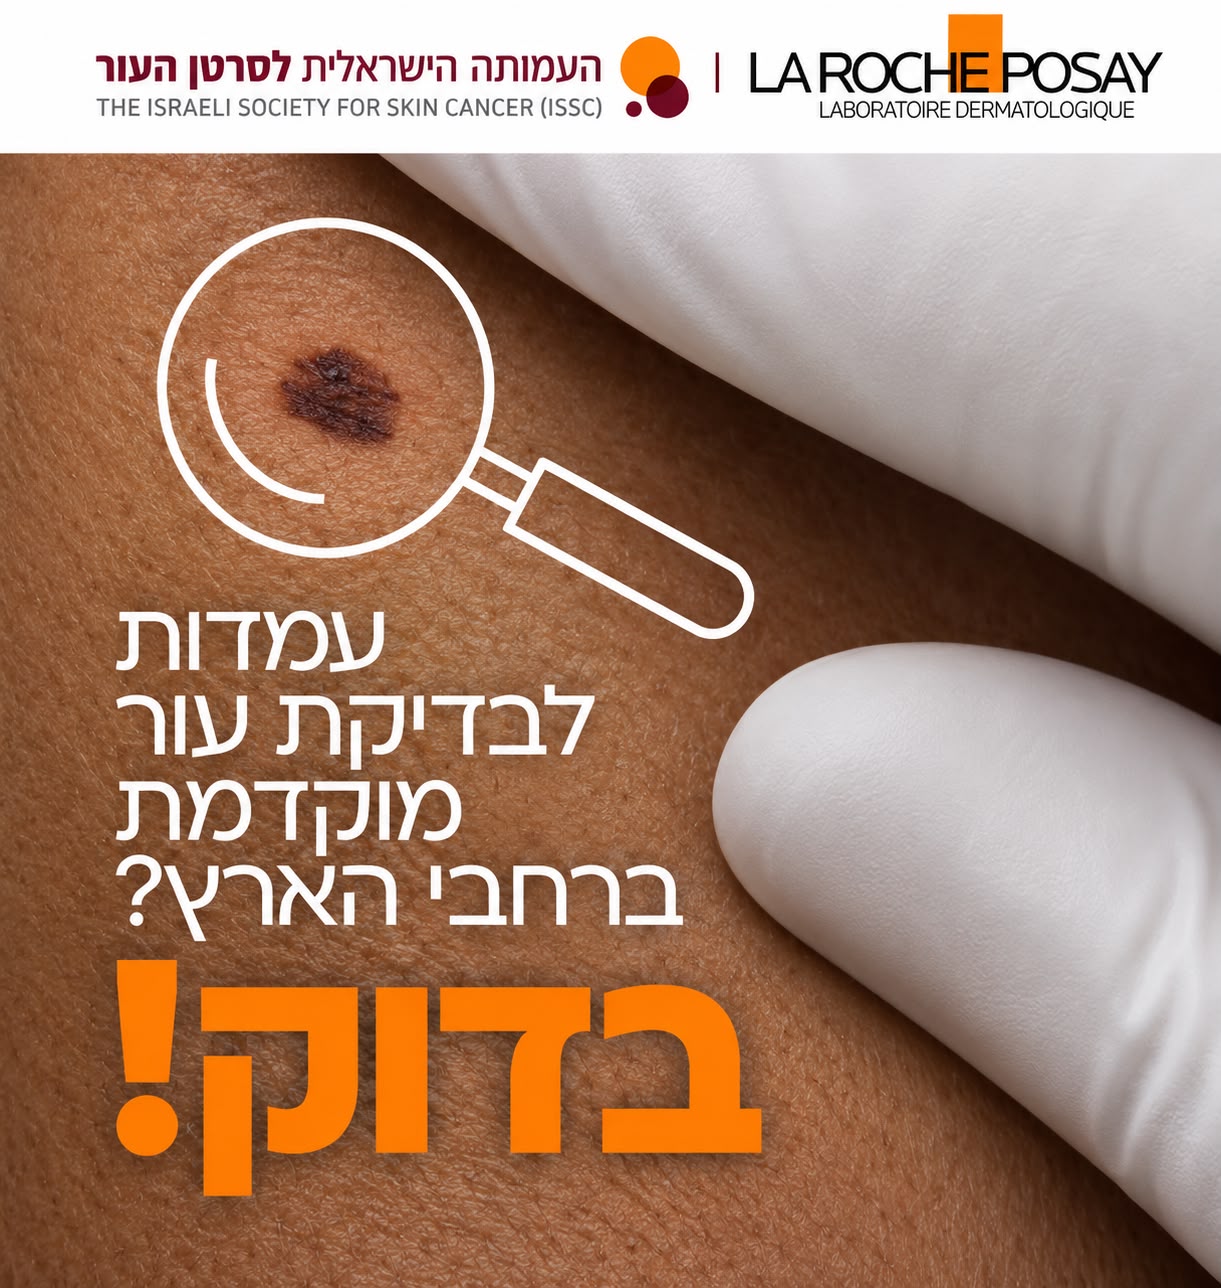 העמותה הישראלית לסרטן העור
THE ISRAELI SOCIETY FOR SKIN CANCER (ISSC)
LA ROCHE POSAY
LABORATOIRE DERMATOLOGIQUE
עמדות
לבדיקת עור
מוקדמת
ברחבי הארץ?
בדוק!